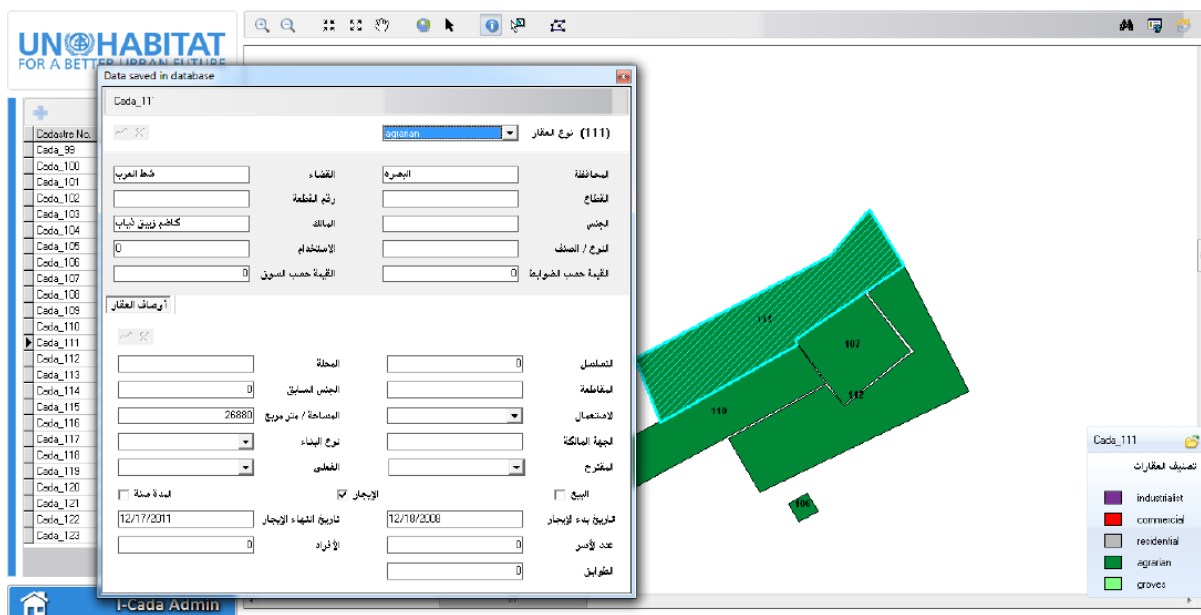 UN HABITAT
FOR A BETTER URBAN FUTURE
Data saved in database
Cada_111
agrarian
(111) نوع العقار
المحافظة
البصره
القضاء
شط العرب
القطاع
رقم القطعة
الجنس
المالك
كاضم زيبق ذياب
النوع / الصنف
الاستخدام
0
القيمة حسب الضوابط
0
القيمة حسب السوق
0
أوصاف العقار
التسلسل
0
المحلة
المقاطعة
الجنس السابق
0
الاستعمال
المساحة / متر مربع
26880
الجهة المالكة
نوع البناء
المقترح
الفعلي
البيع
الإيجار
المدة سنة
تاريخ بدء الإيجار
12/18/2008
تاريخ انتهاء الإيجار
12/17/2011
عدد الأسر
0
الأفراد
0
الطوابق
0
Cadastre No.
Cada_99
Cada_100
Cada_101
Cada_102
Cada_103
Cada_104
Cada_105
Cada_106
Cada_107
Cada_108
Cada_109
Cada_110
Cada_111
Cada_112
Cada_113
Cada_114
Cada_115
Cada_116
Cada_117
Cada_118
Cada_119
Cada_120
Cada_121
Cada_122
Cada_123
I-Cada Admin
111
107
112
110
106
Cada_111
تصنيف العقارات
industrialist
commercial
residential
agrarian
groves